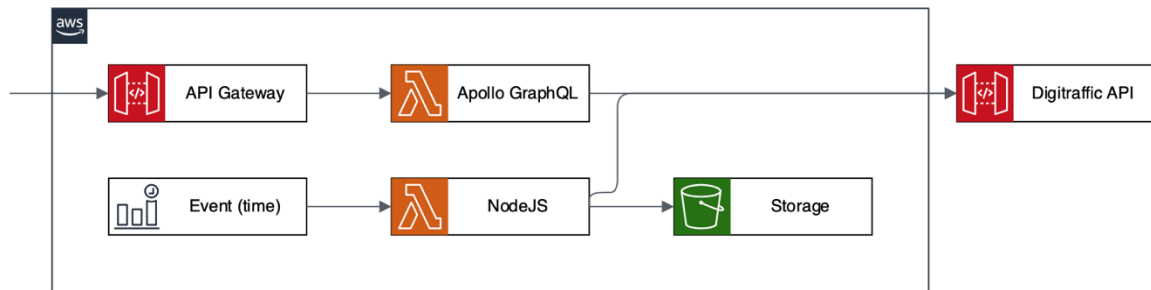 aws
API Gateway
Apollo GraphQL
Digitraffic API
Event (time)
NodeJS
Storage